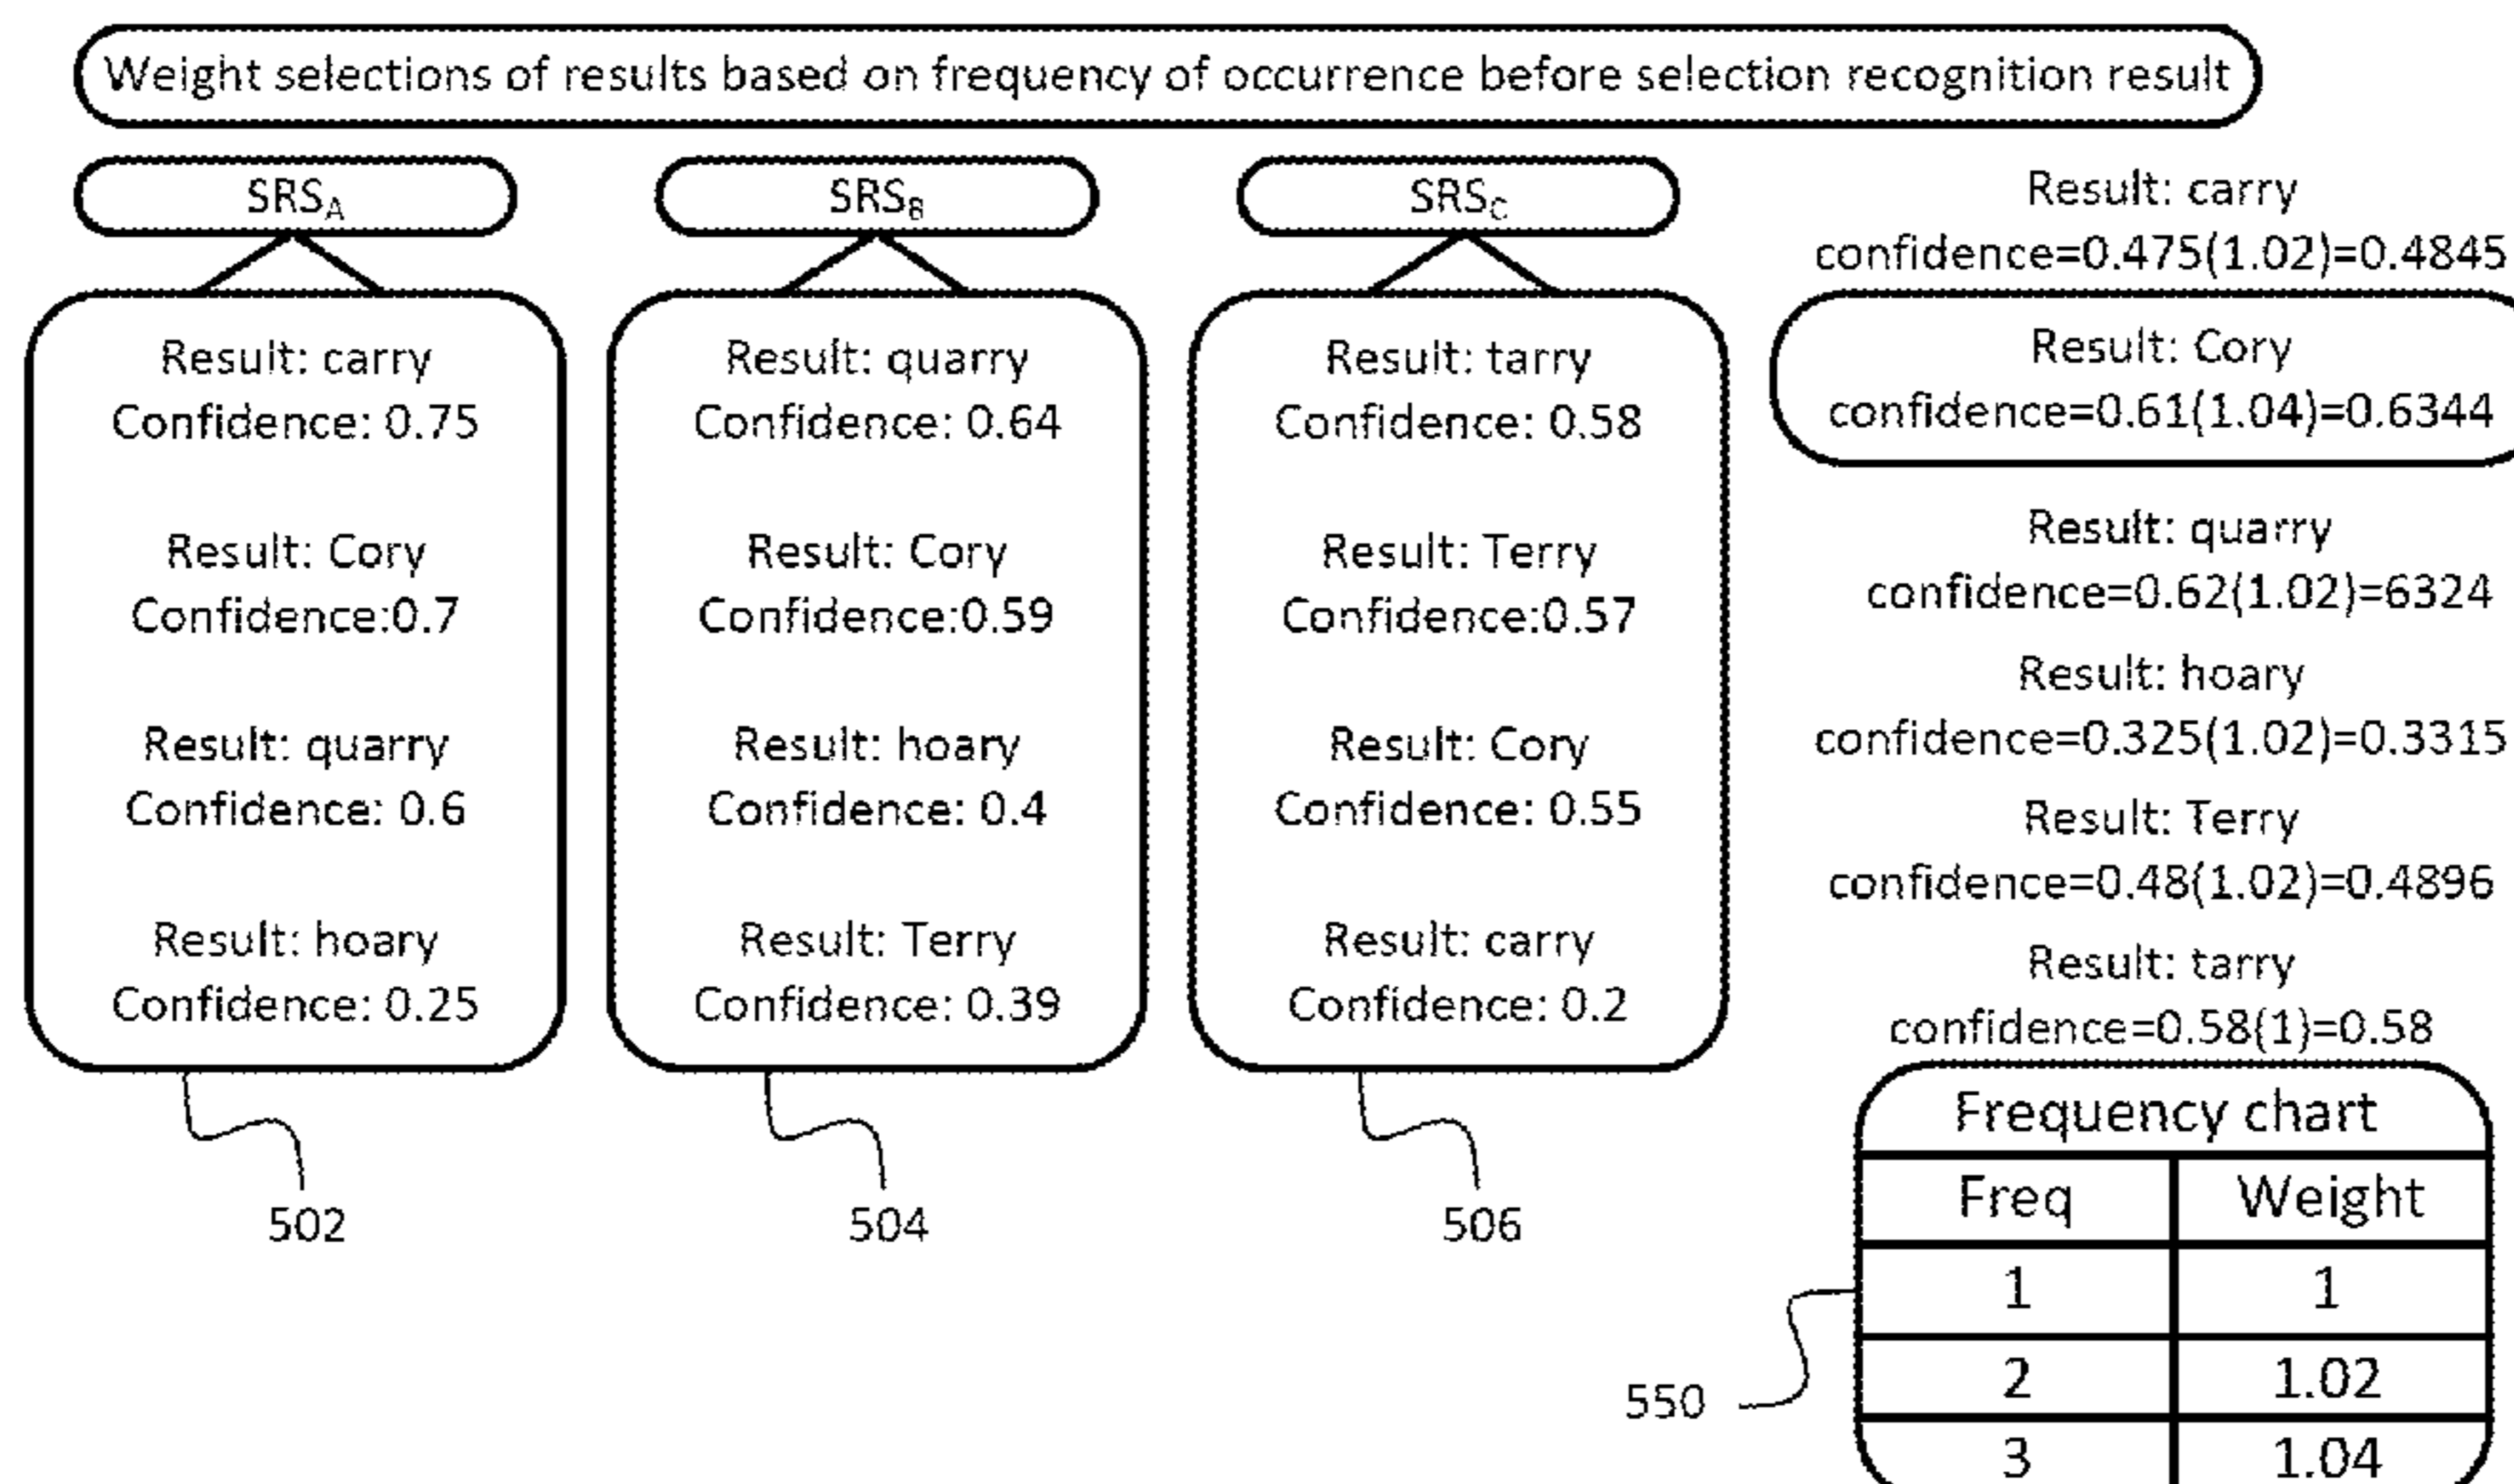 Weight selections of results based on frequency of occurrence before selection recognition result
SRSA
Result: carry
Confidence: 0.75
Result: Cory
Confidence:0.7
Result: quarry
Confidence: 0.6
Result: hoary
Confidence: 0.25
502
SRSB
Result: quarry
Confidence: 0.64
Result: Cory
Confidence:0.59
Result: hoary
Confidence: 0.4
Result: Terry
Confidence: 0.39
504
SRSC
Result: tarry
Confidence: 0.58
Result: Terry
Confidence:0.57
Result: Cory
Confidence: 0.55
Result: carry
Confidence: 0.2
506
Result: carry
confidence=0.475(1.02)=0.4845
Result: Cory
confidence=0.61(1.04)=0.6344
Result: quarry
confidence=0.62(1.02)=6324
Result: hoary
confidence=0.325(1.02)=0.3315
Result: Terry
confidence=0.48(1.02)=0.4896
Result: tarry
confidence=0.58(1)=0.58
Frequency chart
Freq Weight
1 1
2 1.02
3 1.04
550